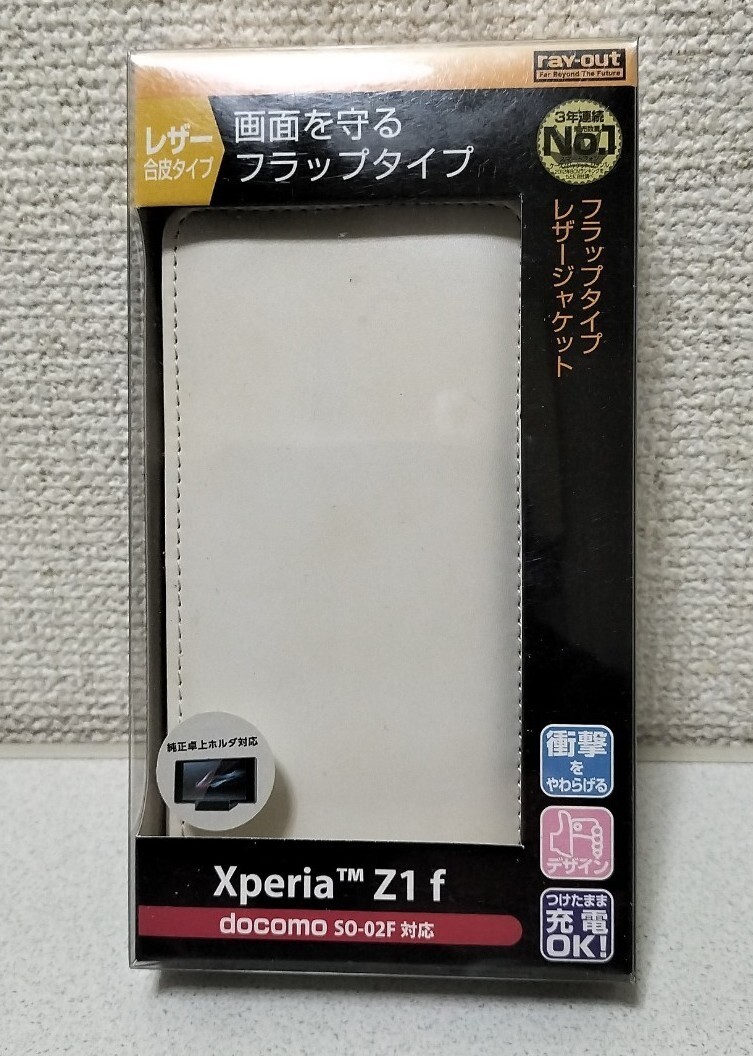 ray-out
Far Beyond The Future
レザー
合皮タイプ
画面を守る
フラップタイプ
3年連続
No.1
フラップタイプ
レザージャケット
純正卓上ホルダ対応
衝撃
を
やわらげる
デザイン
つけたまま
充電
OK!
Xperia™ Z1 f
docomo SO-02F 対応